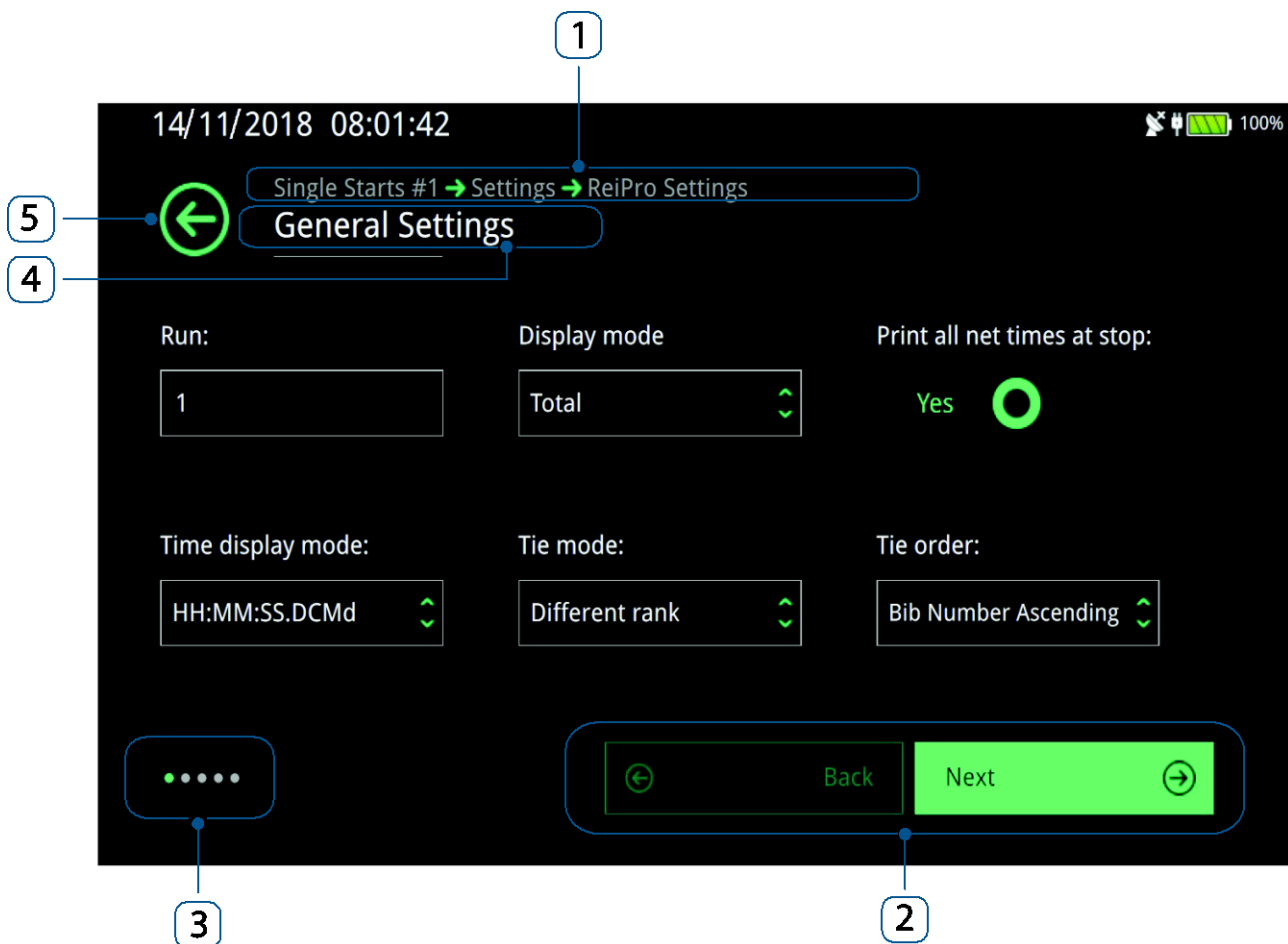 1
14/11/2018 08:01:42 100%
Single Starts #1 → Settings → ReiPro Settings
5
General Settings
4
Run: Display mode Print all net times at stop:
1 Total Yes
Time display mode: Tie mode: Tie order:
HH:MM:SS.DCMd Different rank Bib Number Ascending
Back Next
3 2